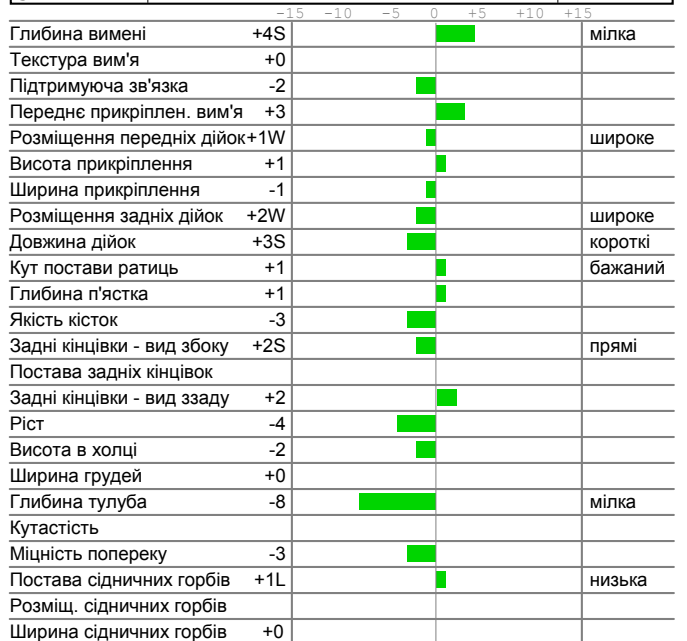 -15 -10 -5 0 +5 +10 +15
Глибина вимені +4S мілка
Текстура вим'я +0
Підтримуюча зв'язка -2
Переднє прикріплен. вим'я +3
Розміщення передніх дійок+1W широке
Висота прикріплення +1
Ширина прикріплення -1
Розміщення задніх дійок +2W широке
Довжина дійок +3S короткі
Кут постави ратиць +1 бажаний
Глибина п'ястка +1
Якість кісток -3
Задні кінцівки - вид збоку +2S прямі
Постава задніх кінцівок
Задні кінцівки - вид ззаду +2
Ріст -4
Висота в холці -2
Ширина грудей +0
Глибина тулуба -8 мілка
Кутастість
Міцність попереку -3
Постава сідничних горбів +1L низька
Розміщ. сідничних горбів
Ширина сідничних горбів +0